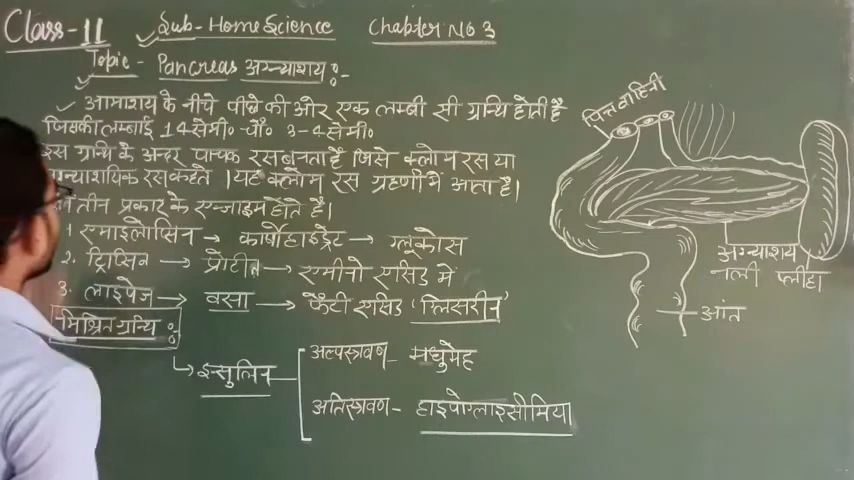 Class-11 Sub- Home Science Chapter No 3
Topic - Pancreas अग्न्याशय :-
आमाशय के नीचे पीछे की ओर एक लम्बी सी ग्रन्थि होती है
जिसकी लम्बाई 14 सेमी० चौ० 3-4 सेमी०
इस ग्रन्थि के अन्दर पाचक रस बनता है जिसे क्लोम रस या
अग्न्याशयिक रस कहते । यह क्लोम रस ग्रहणी में आता है।
तीन प्रकार के एन्जाइम होते है।
1. एमाइलोप्सिन → कार्बोहाइड्रेट → ग्लूकोस
2. ट्रिप्सिन → प्रोटीन → एमीनो एसिड में
3. लाइपेज → वसा → फैटी एसिड 'ग्लिसरीन'
मिश्रित ग्रन्थि :
इन्सुलिन
अल्पस्त्रवण - मधुमेह
अतिस्त्रवण - हाइपोग्लाइसीमिया
पित्तवाहिनी
अग्न्याशय
नली प्लीहा
आंत